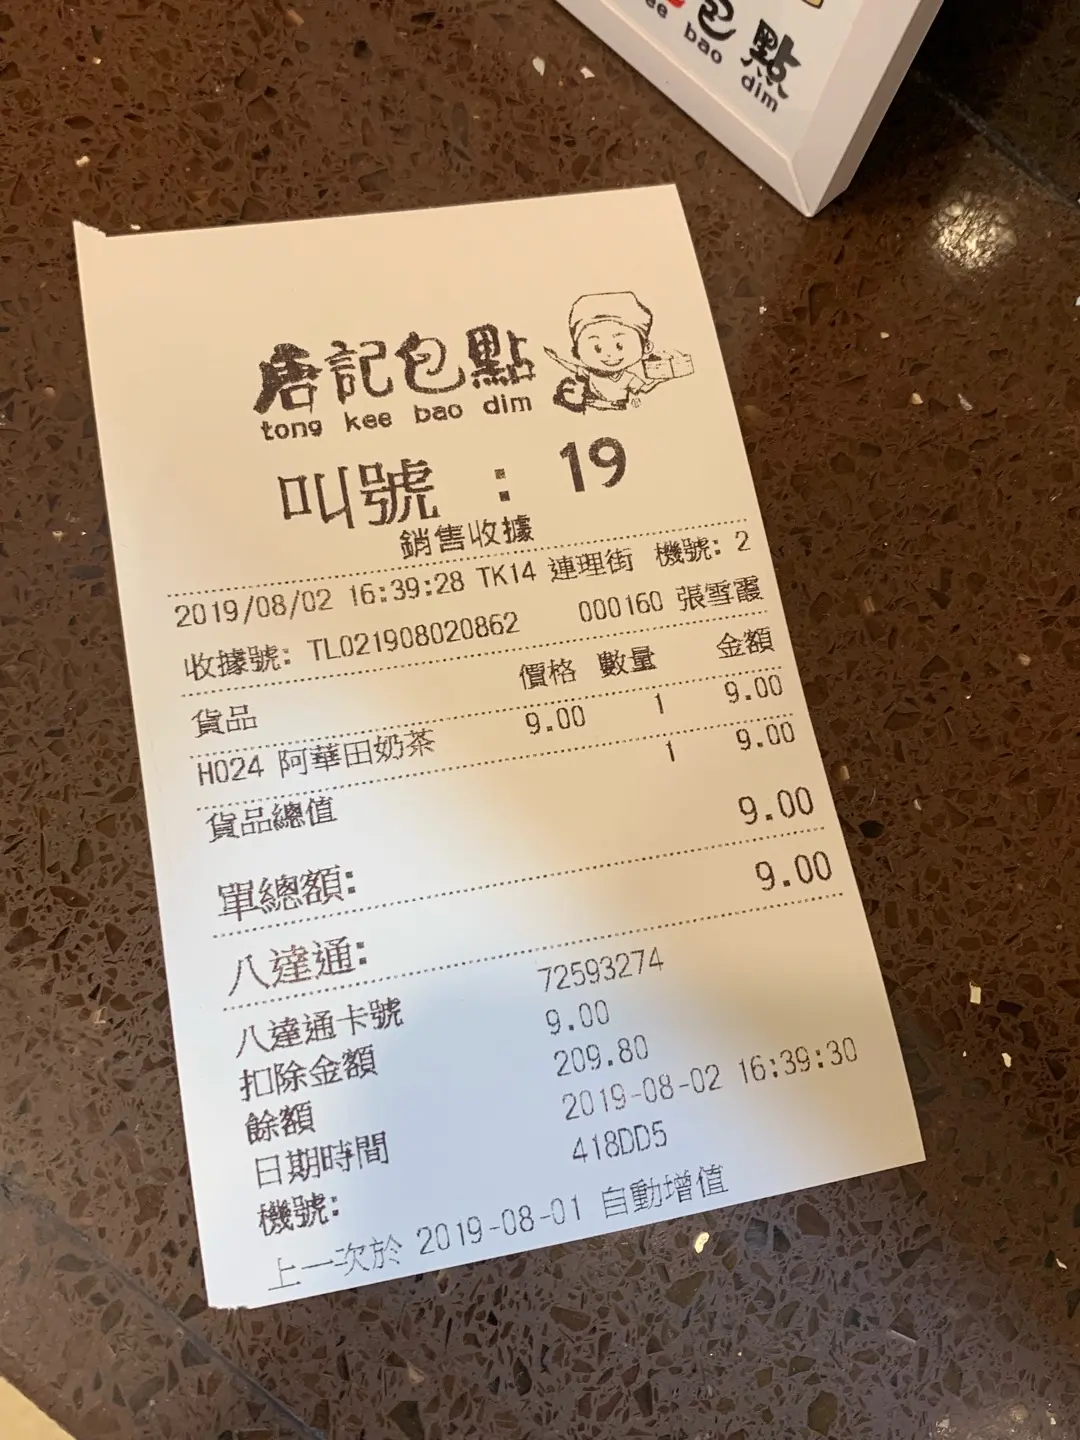 包點
ee bao dim
唐記包點
tong kee bao dim
叫號 : 19
銷售收據
2019/08/02 16:39:28 TK14 連理街 機號: 2
收據號: TL021908020862 000160 張雪霞
貨品 價格 數量 金額
H024 阿華田奶茶 9.00 1 9.00
貨品總值 1 9.00
單總額: 9.00
八達通: 9.00
八達通卡號 72593274
扣除金額 9.00
餘額 209.80
日期時間 2019-08-02 16:39:30
機號: 418DD5
上一次於 2019-08-01 自動增值